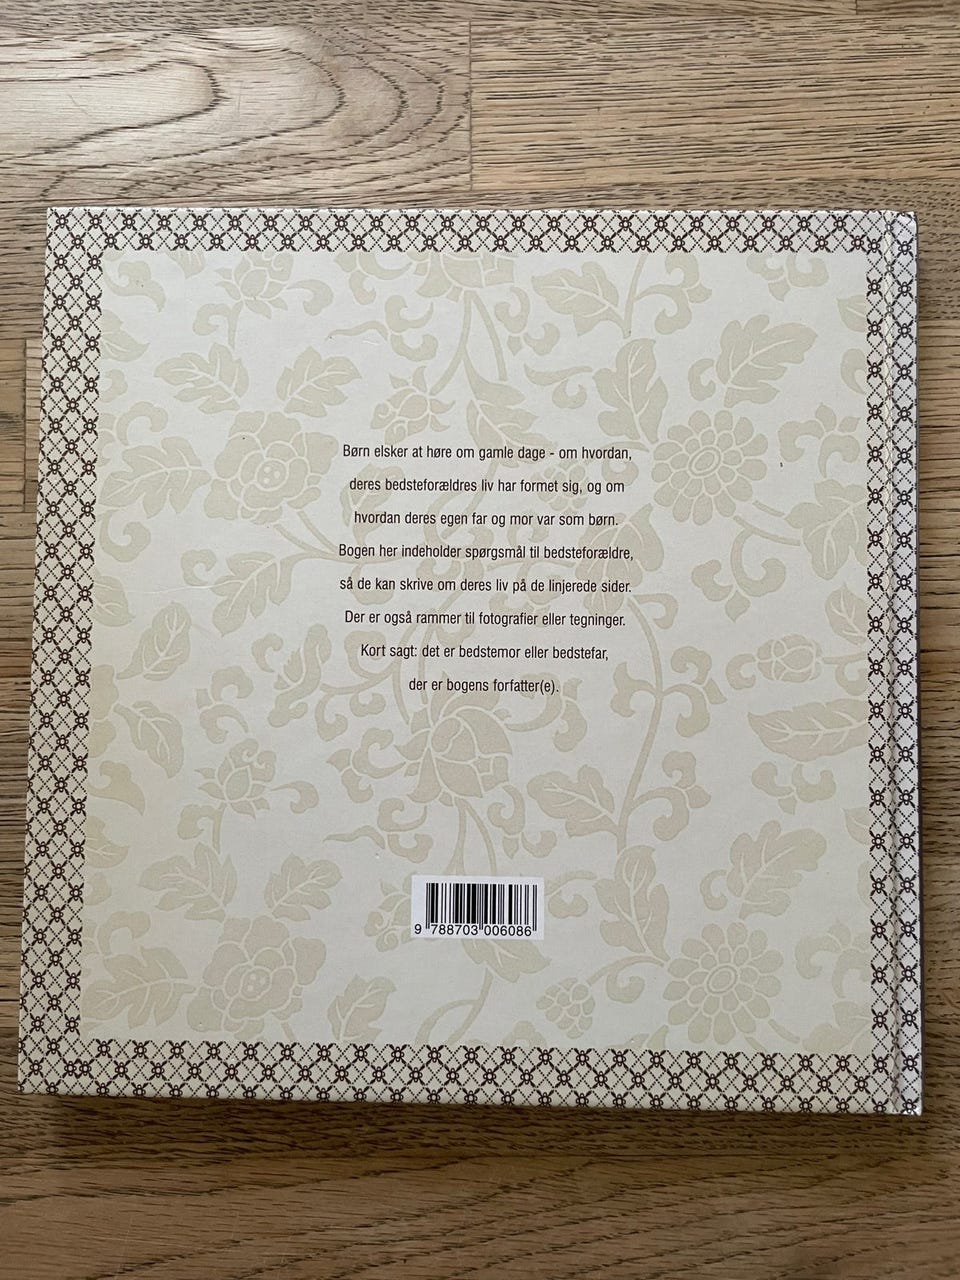 Børn elsker at høre om gamle dage - om hvordan,
deres bedsteforældres liv har formet sig, og om
hvordan deres egen far og mor var som børn.
Bogen her indeholder spørgsmål til bedsteforældre,
så de kan skrive om deres liv på de linjerede sider.
Der er også rammer til fotografier eller tegninger.
Kort sagt: det er bedstemor eller bedstefar,
der er bogens forfatter(e).
9 788703 006086